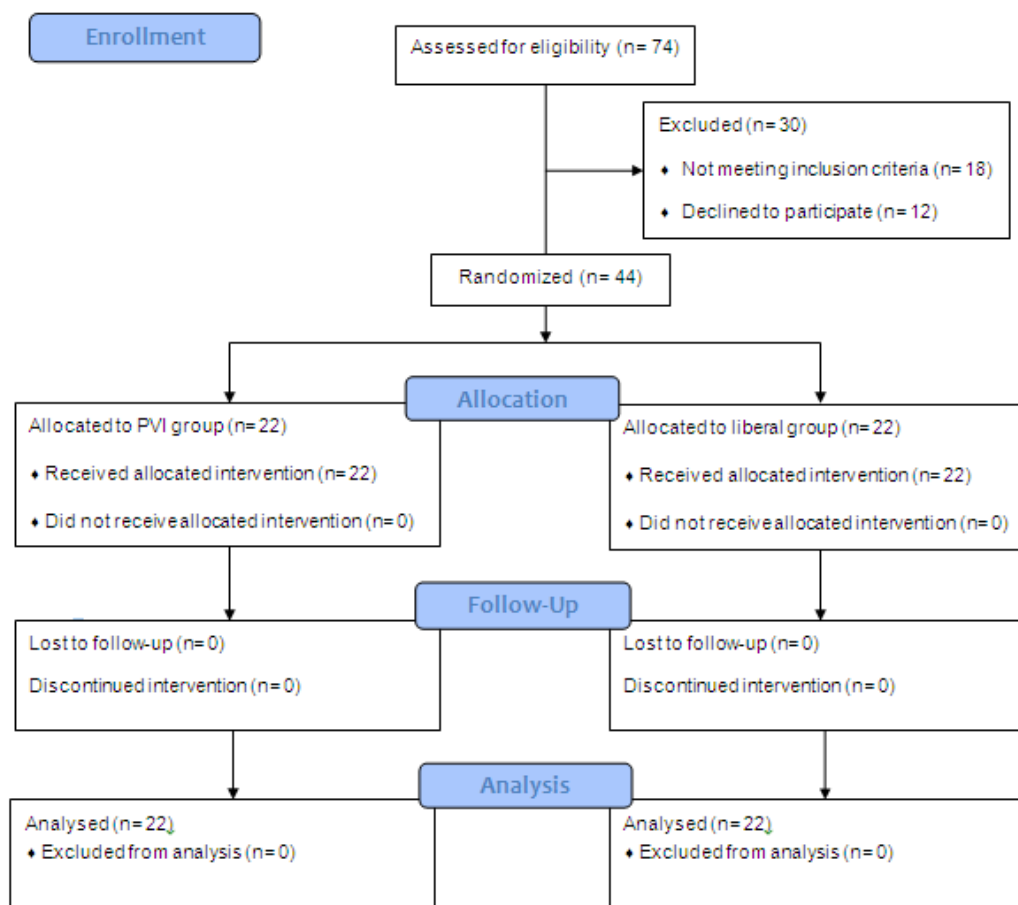 Enrollment
Assessed for eligibility (n= 74)
Excluded (n= 30)
♦ Not meeting inclusion criteria (n= 18)
♦ Declined to participate (n= 12)
Randomized (n= 44)
Allocation
Allocated to PVI group (n= 22)
♦ Received allocated intervention (n= 22)
♦ Did not receive allocated intervention (n= 0)
Allocated to liberal group (n= 22)
♦ Received allocated intervention (n= 22)
♦ Did not receive allocated intervention (n= 0)
Follow-Up
Lost to follow-up (n= 0)
Discontinued intervention (n= 0)
Lost to follow-up (n= 0)
Discontinued intervention (n= 0)
Analysis
Analysed (n= 22)
♦ Excluded from analysis (n= 0)
Analysed (n= 22)
♦ Excluded from analysis (n= 0)